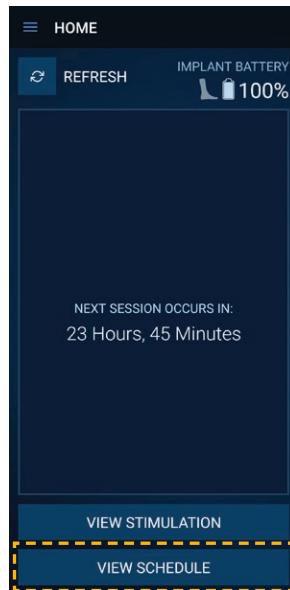 HOME
REFRESH
IMPLANT BATTERY
100%
NEXT SESSION OCCURS IN:
23 Hours, 45 Minutes
VIEW STIMULATION
VIEW SCHEDULE